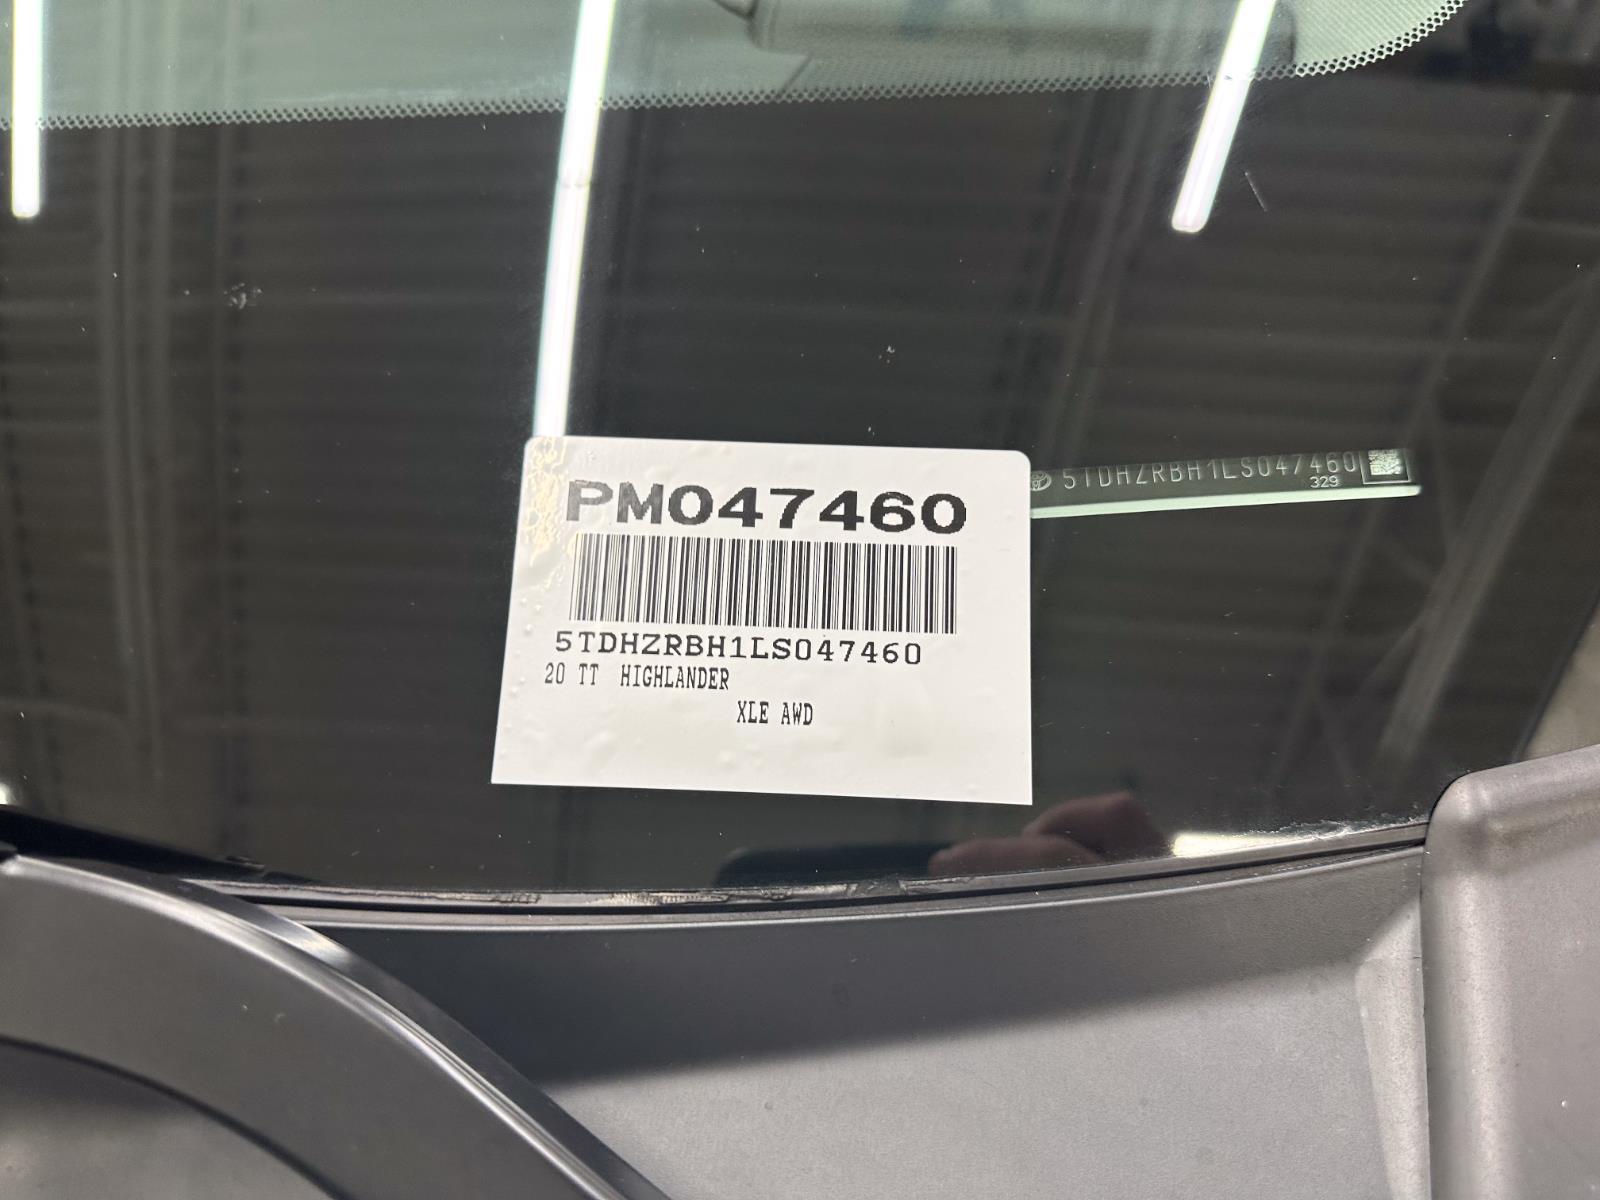 PM047460
5TDHZRBH1LS047460
20 TT HIGHLANDER
XLE AWD
5TDHZRBH1LS047460
329